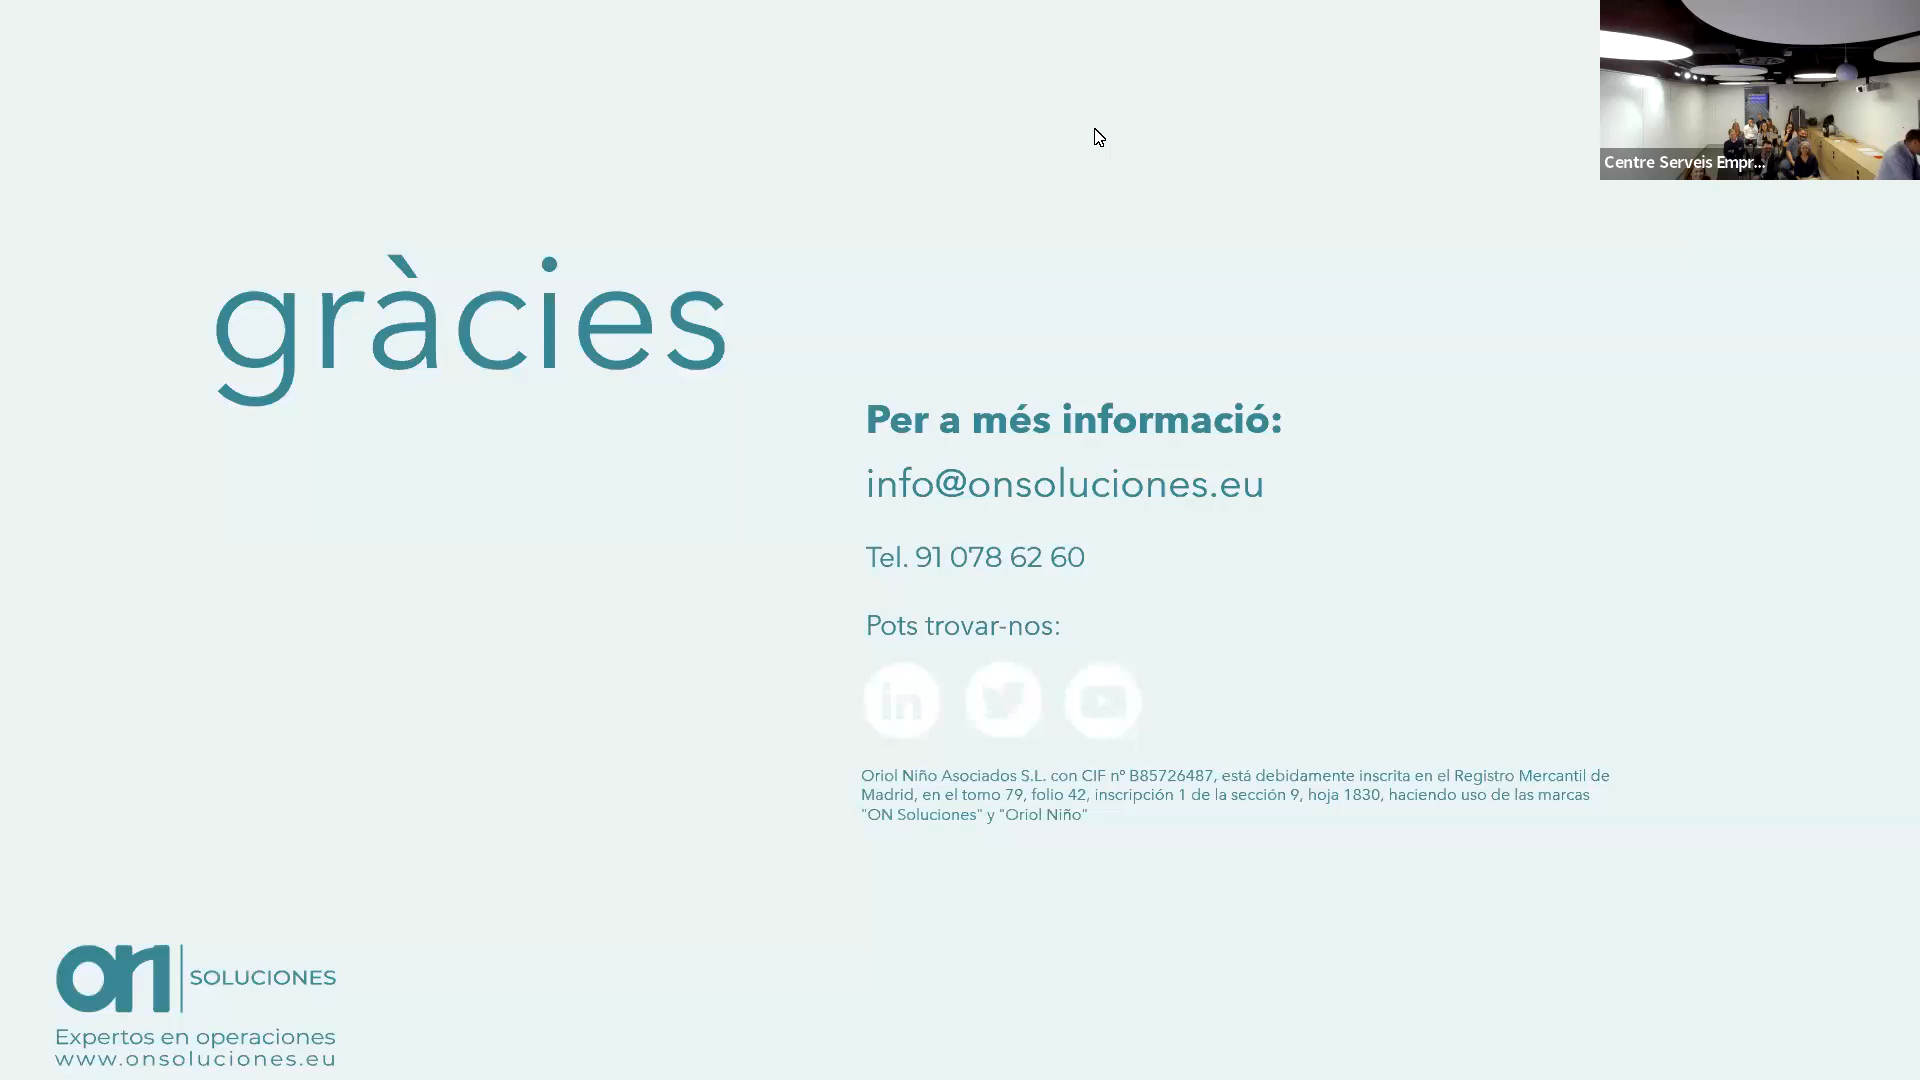 Centre Serveis Empr...
gràcies
Per a més informació:
info@onsoluciones.eu
Tel. 91 078 62 60
Pots trovar-nos:
in
Oriol Niño Asociados S.L. con CIF nº B85726487, está debidamente inscrita en el Registro Mercantil de
Madrid, en el tomo 79, folio 42, inscripción 1 de la sección 9, hoja 1830, haciendo uso de las marcas
"ON Soluciones" y "Oriol Niño"
on SOLUCIONES
Expertos en operaciones
www.onsoluciones.eu